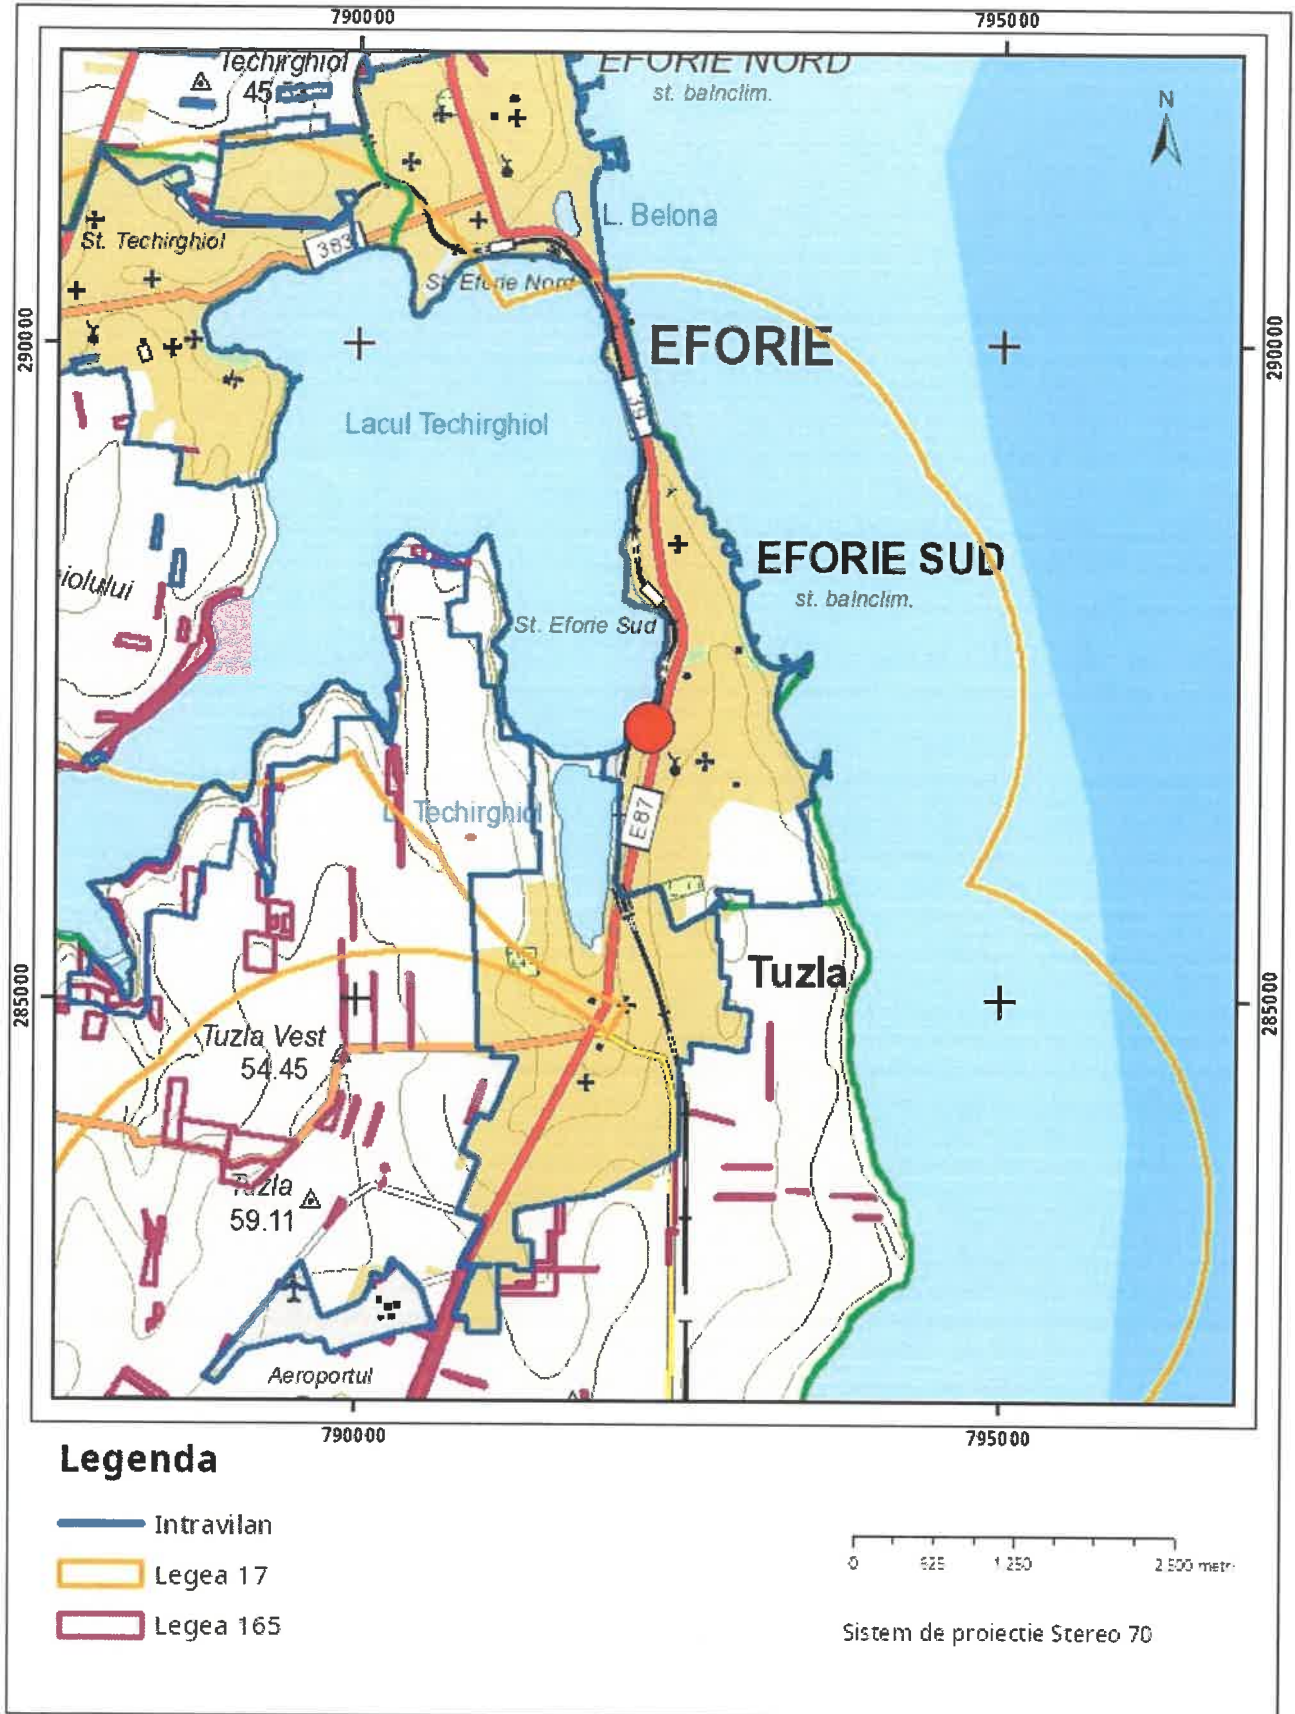 790000
795000
Techirghiol
45
EFORIE NORD
st. balnclim.
N
L. Belona
St. Techirghiol
383
St. Eforie Nord
290000
290000
EFORIE
39
Lacul Techirghiol
EFORIE SUD
st. balnclim.
iolului
St. Eforie Sud
L. Techirghiol
E87
Tuzla
285000
285000
Tuzla Vest
54.45
Tuzla
59.11
Aeroportul
790000
795000
Legenda
Intravilan
Legea 17
Legea 165
0 625 1.250 2.500 metri
Sistem de proiectie Stereo 70